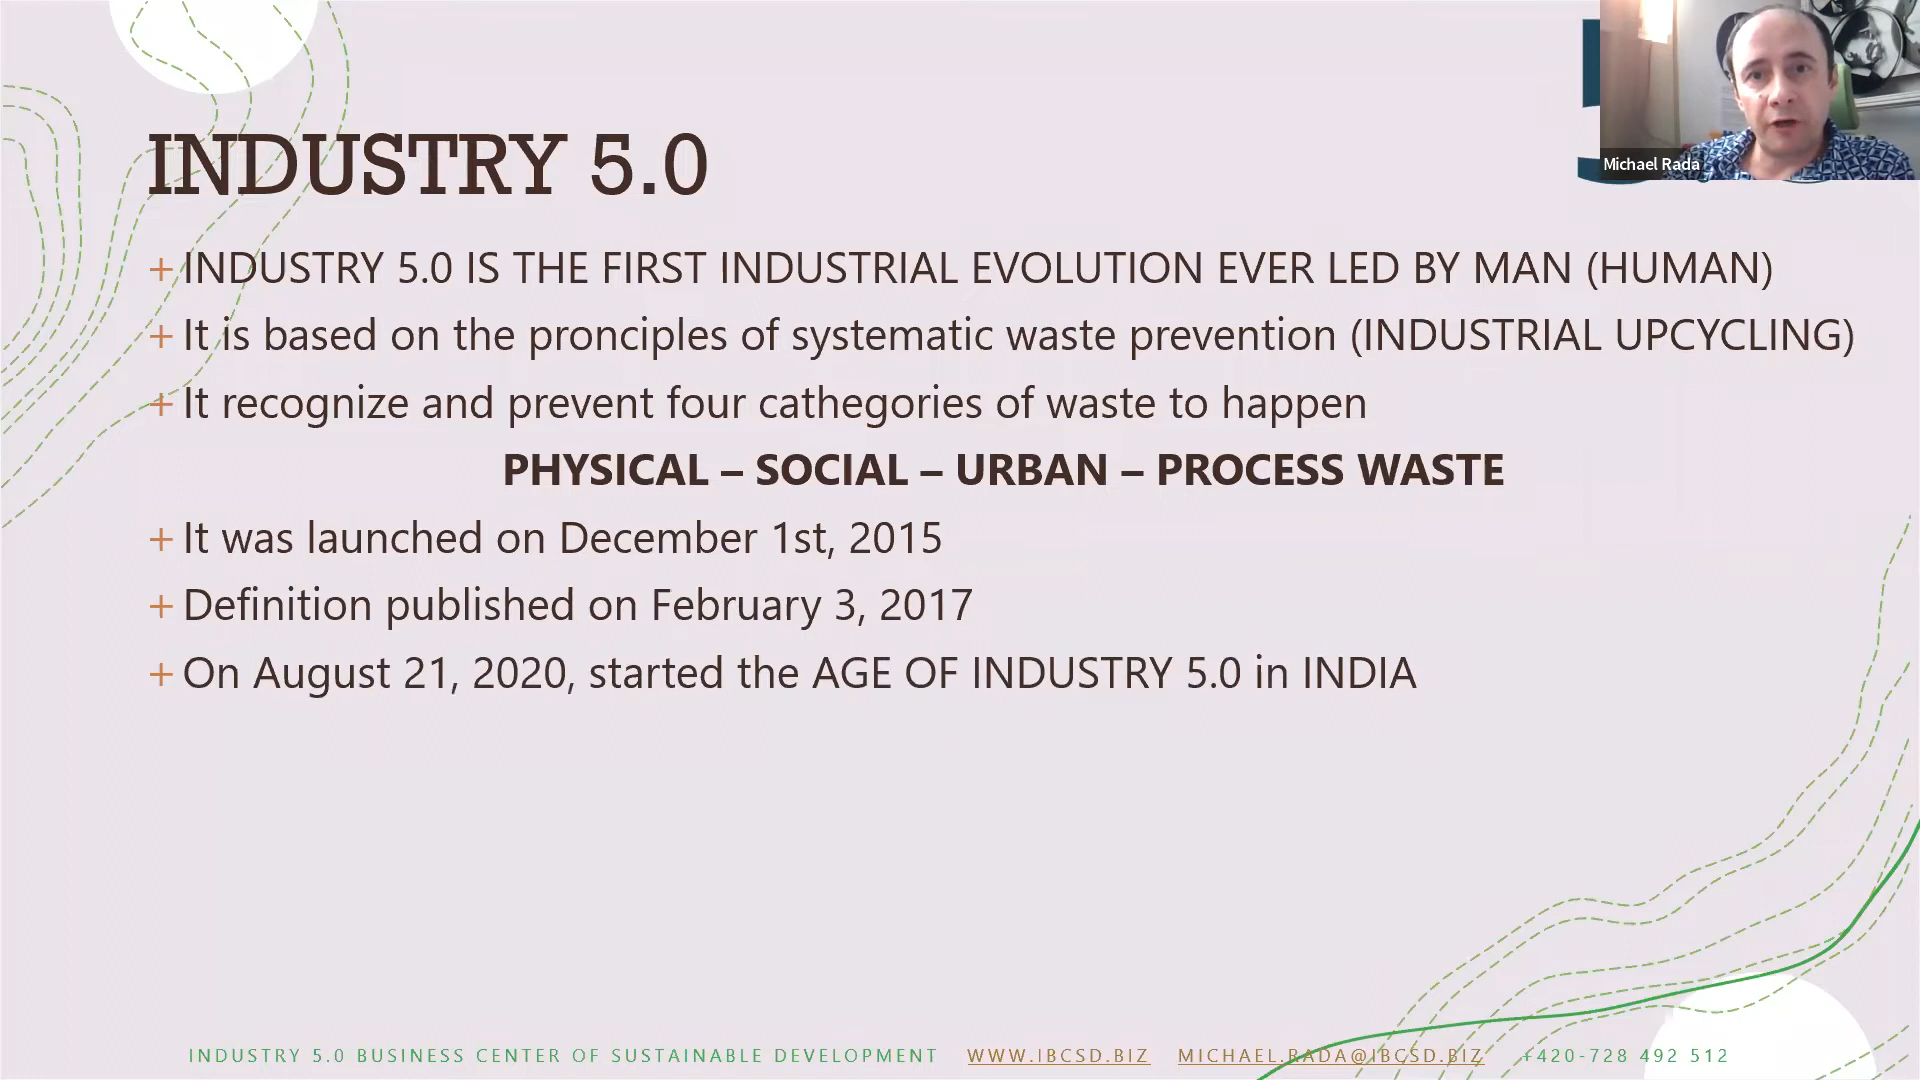 Michael Rada
INDUSTRY 5.0
+ INDUSTRY 5.0 IS THE FIRST INDUSTRIAL EVOLUTION EVER LED BY MAN (HUMAN)
+ It is based on the pronciples of systematic waste prevention (INDUSTRIAL UPCYCLING)
+ It recognize and prevent four cathegories of waste to happen
PHYSICAL – SOCIAL – URBAN – PROCESS WASTE
+ It was launched on December 1st, 2015
+ Definition published on February 3, 2017
+ On August 21, 2020, started the AGE OF INDUSTRY 5.0 in INDIA
INDUSTRY 5.0 BUSINESS CENTER OF SUSTAINABLE DEVELOPMENT WWW.IBCSD.BIZ MICHAEL.RADA@IBCSD.BIZ +420-728 492 512